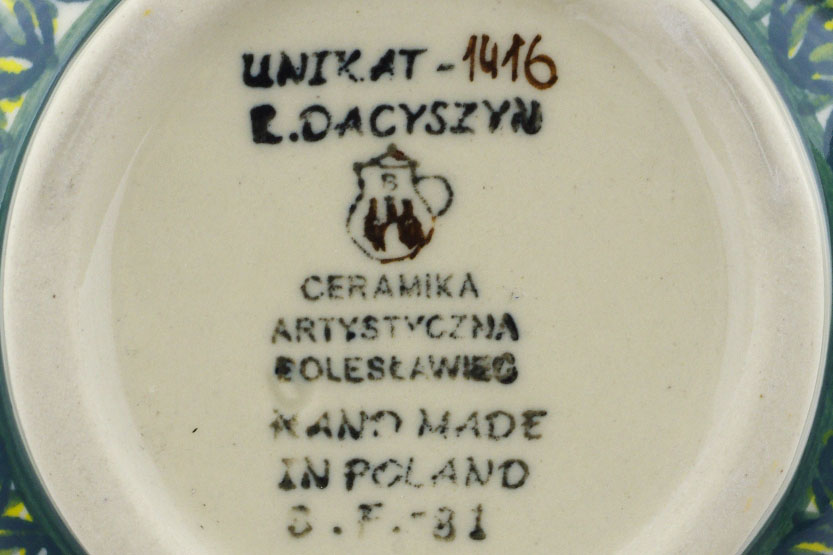 UNIKAT-1416
R.DACYSZYN
B
CERAMIKA
ARTYSTYCZNA
BOLESŁAWIEC
HAND MADE
IN POLAND